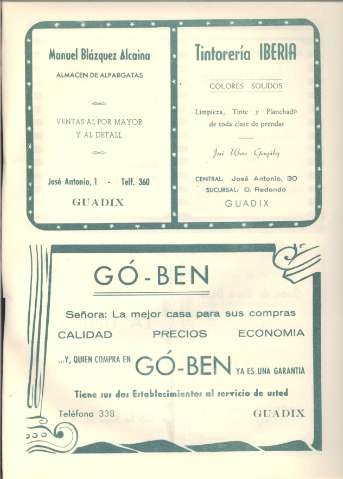 Manuel Blázquez Alcaina
ALMACEN DE ALPARGATAS
VENTAS AL POR MAYOR
Y AL DETALL
José Antonio, 1 - Telf. 360
GUADIX
Tintorería IBERIA
COLORES SOLIDOS
Limpieza, Tinte y Planchado
de toda clase de prendas
José González
CENTRAL: José Antonio, 30
SUCURSAL: O. Redondo
GUADIX
GÓ-BEN
Señora: La mejor casa para sus compras
CALIDAD PRECIOS ECONOMIA
...Y, QUIEN COMPRA EN GÓ-BEN YA ES UNA GARANTIA
Tiene sus dos Establecimientos al servicio de usted
Teléfono 338 GUADIX